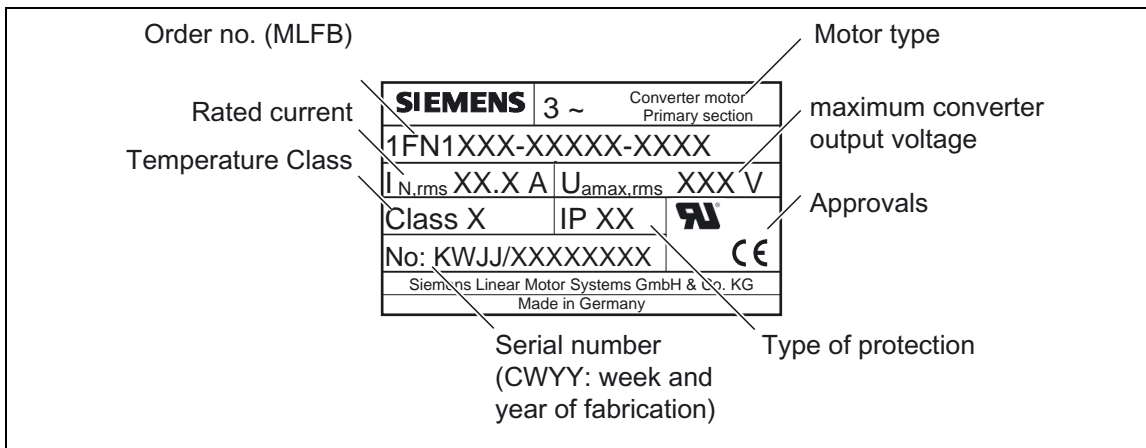 Order no. (MLFB)
Motor type
Rated current
maximum converter
output voltage
Temperature Class
Approvals
SIEMENS 3 ~ Converter motor
Primary section
1FN1XXX-XXXXX-XXXX
I N,rms XX.X A Uamax,rms XXX V
Class X IP XX
No: KWJJ/XXXXXXXX
CE
Siemens Linear Motor Systems GmbH & Co. KG
Made in Germany
Serial number
(CWYY: week and
year of fabrication)
Type of protection